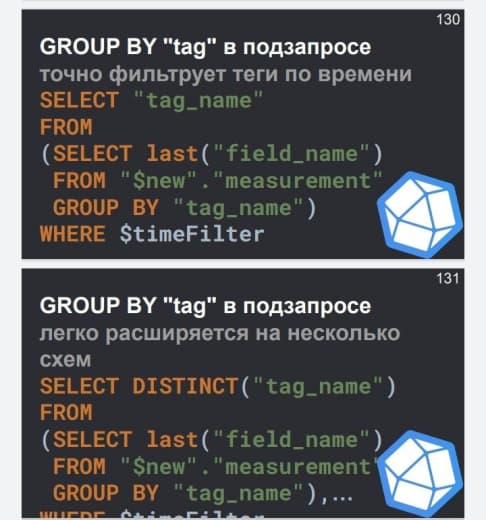 130
GROUP BY "tag" в подзапросе
точно фильтрует теги по времени
SELECT "tag_name"
FROM
(SELECT last("field_name")
FROM "$new"."measurement"
GROUP BY "tag_name")
WHERE $timeFilter
131
GROUP BY "tag" в подзапросе
легко расширяется на несколько
схем
SELECT DISTINCT("tag_name")
FROM
(SELECT last("field_name")
FROM "$new"."measurement"
GROUP BY "tag_name"),...
WHERE $timeFilter